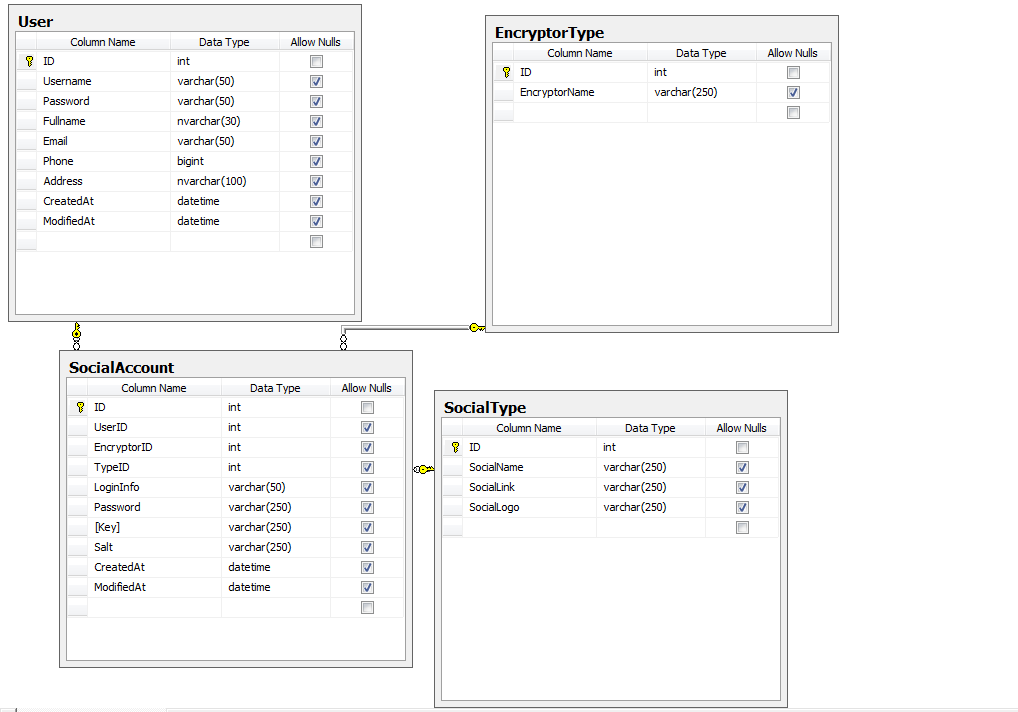 User
Column Name Data Type Allow Nulls
ID int
Username varchar(50)
Password varchar(50)
Fullname nvarchar(30)
Email varchar(50)
Phone bigint
Address nvarchar(100)
CreatedAt datetime
ModifiedAt datetime
EncryptorType
Column Name Data Type Allow Nulls
ID int
EncryptorName varchar(250)
SocialAccount
Column Name Data Type Allow Nulls
ID int
UserID int
EncryptorID int
TypeID int
LoginInfo varchar(50)
Password varchar(250)
[Key] varchar(250)
Salt varchar(250)
CreatedAt datetime
ModifiedAt datetime
SocialType
Column Name Data Type Allow Nulls
ID int
SocialName varchar(250)
SocialLink varchar(250)
SocialLogo varchar(250)